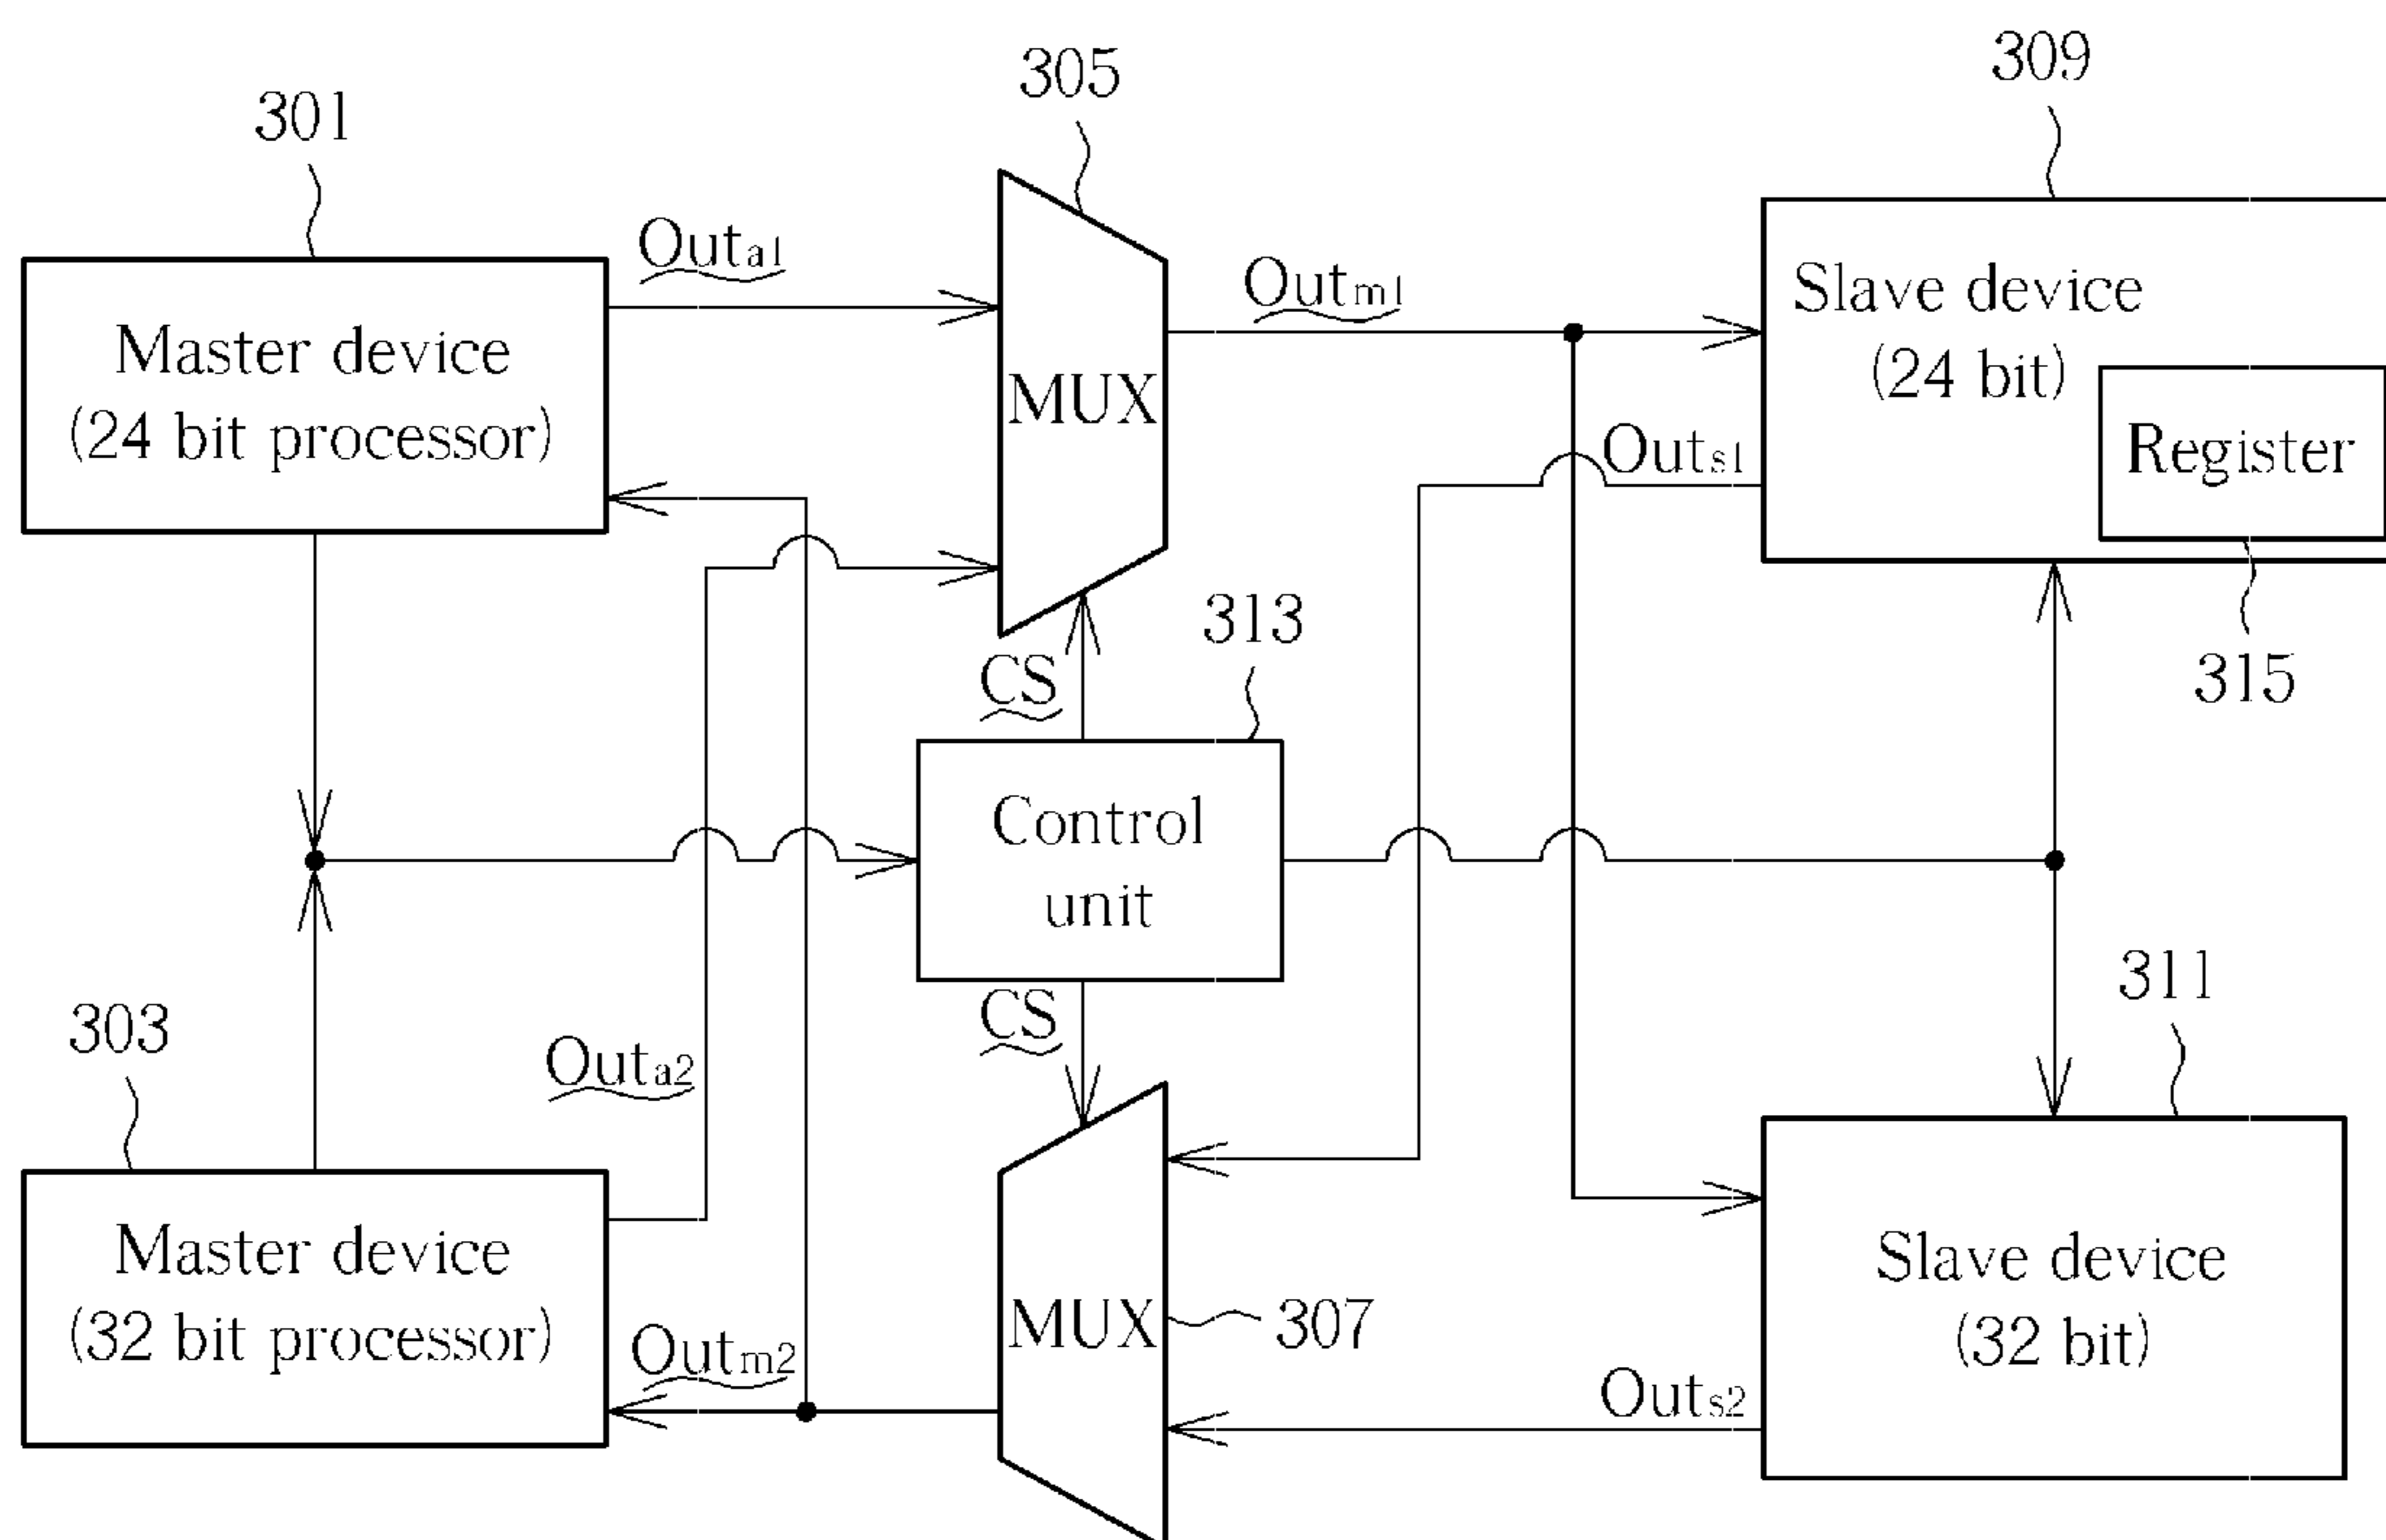 309
305
301
Outa1
Outm1
Slave device
(24 bit)
Master device
(24 bit processor)
MUX
Outs1
Register
313
CS
315
Control
unit
311
CS
303
Outa2
Master device
(32 bit processor)
Slave device
(32 bit)
MUX
307
Outm2
Outs2